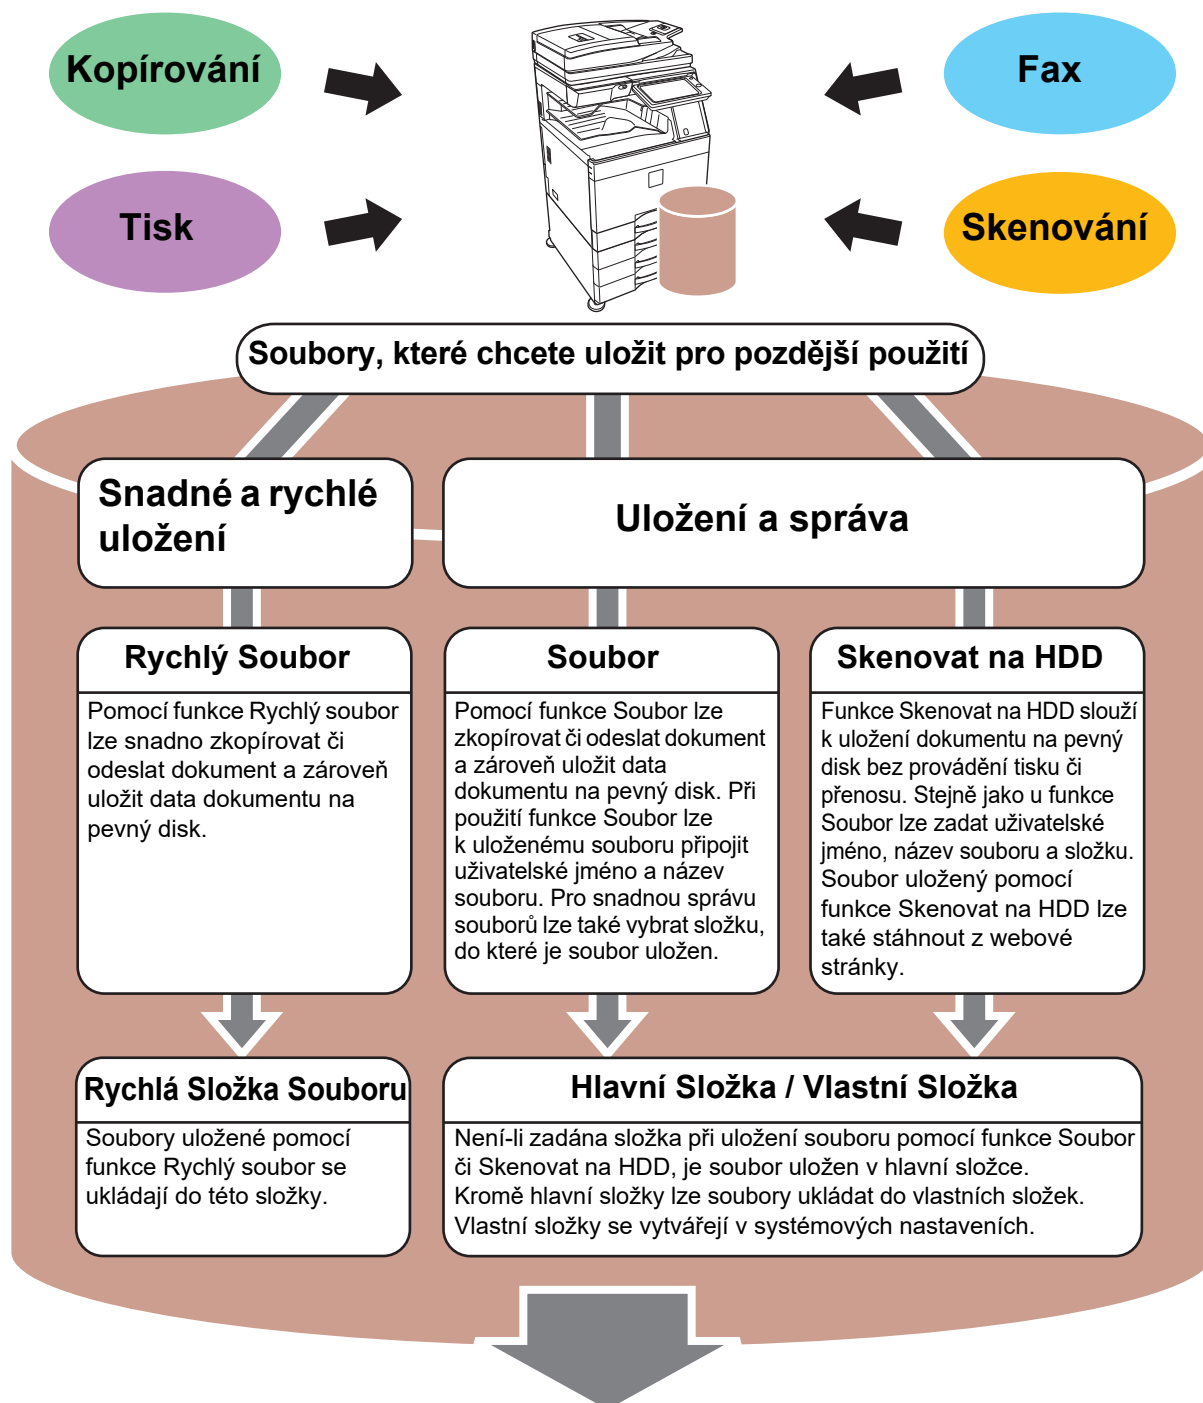 Kopírování
Fax
Tisk
Skenování
Soubory, které chcete uložit pro pozdější použití
Snadné a rychlé
uložení
Uložení a správa
Rychlý Soubor
Pomocí funkce Rychlý soubor
lze snadno zkopírovat či
odeslat dokument a zároveň
uložit data dokumentu na
pevný disk.
Soubor
Pomocí funkce Soubor lze
zkopírovat či odeslat dokument
a zároveň uložit data
dokumentu na pevný disk. Při
použití funkce Soubor lze
k uloženému souboru připojit
uživatelské jméno a název
souboru. Pro snadnou správu
souborů lze také vybrat složku,
do které je soubor uložen.
Skenovat na HDD
Funkce Skenovat na HDD slouží
k uložení dokumentu na pevný
disk bez provádění tisku či
přenosu. Stejně jako u funkce
Soubor lze zadat uživatelské
jméno, název souboru a složku.
Soubor uložený pomocí
funkce Skenovat na HDD lze
také stáhnout z webové
stránky.
Rychlá Složka Souboru
Soubory uložené pomocí
funkce Rychlý soubor se
ukládají do této složky.
Hlavní Složka / Vlastní Složka
Není-li zadána složka při uložení souboru pomocí funkce Soubor
či Skenovat na HDD, je soubor uložen v hlavní složce.
Kromě hlavní složky lze soubory ukládat do vlastních složek.
Vlastní složky se vytvářejí v systémových nastaveních.